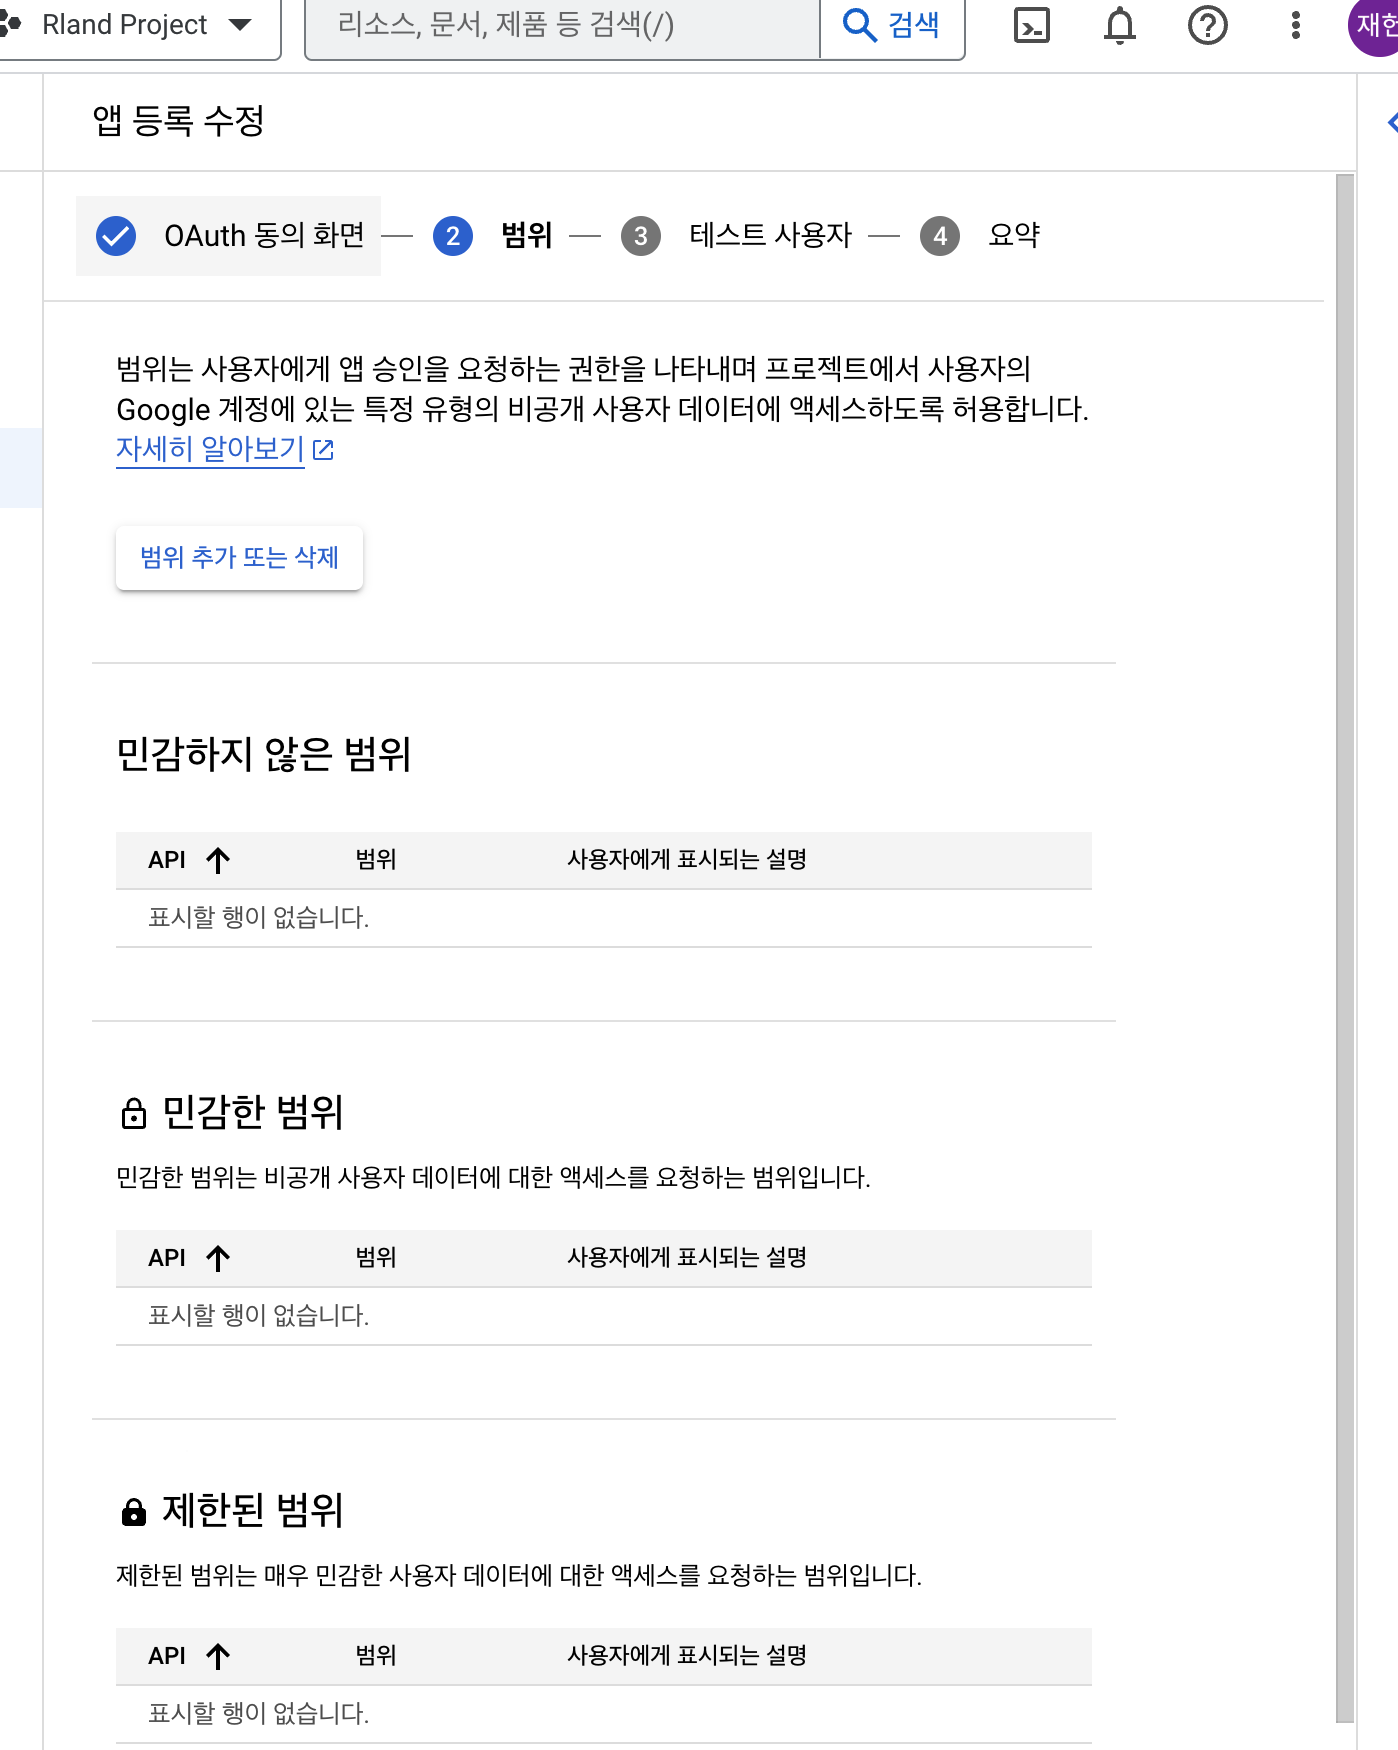 Rland Project
리소스, 문서, 제품 등 검색(/)
검색
재헌
앱 등록 수정
OAuth 동의 화면
2 범위
3 테스트 사용자
4 요약
범위는 사용자에게 앱 승인을 요청하는 권한을 나타내며 프로젝트에서 사용자의
Google 계정에 있는 특정 유형의 비공개 사용자 데이터에 액세스하도록 허용합니다.
자세히 알아보기
범위 추가 또는 삭제
민감하지 않은 범위
API 범위 사용자에게 표시되는 설명
표시할 행이 없습니다.
민감한 범위
민감한 범위는 비공개 사용자 데이터에 대한 액세스를 요청하는 범위입니다.
API 범위 사용자에게 표시되는 설명
표시할 행이 없습니다.
제한된 범위
제한된 범위는 매우 민감한 사용자 데이터에 대한 액세스를 요청하는 범위입니다.
API 범위 사용자에게 표시되는 설명
표시할 행이 없습니다.